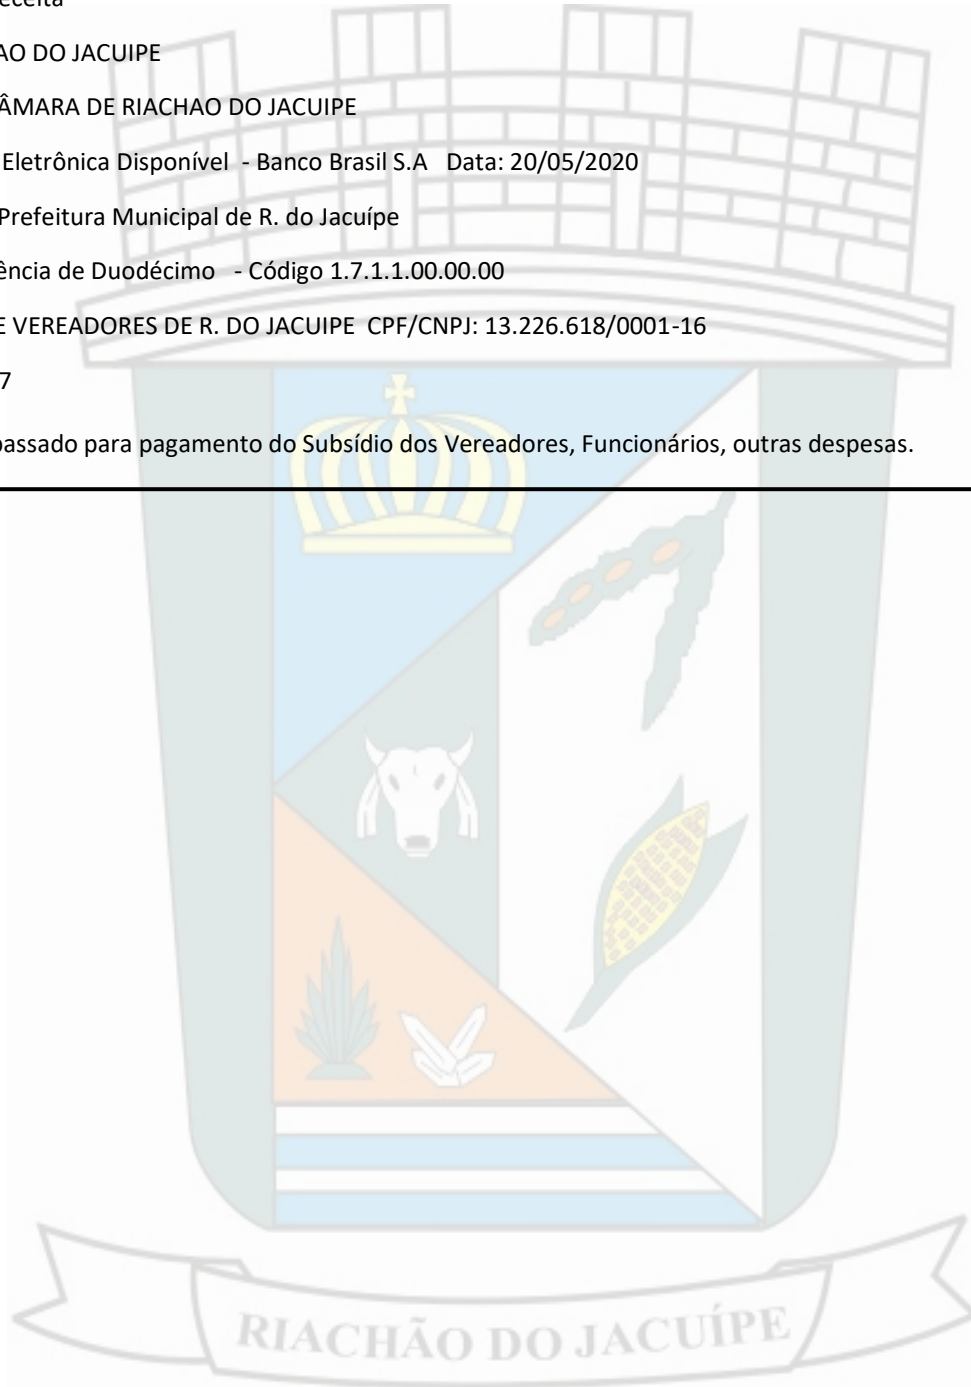 eceita
AO DO JACUIPE
ÂMARA DE RIACHAO DO JACUIPE
Eletrônica Disponível - Banco Brasil S.A Data: 20/05/2020
Prefeitura Municipal de R. do Jacuípe
ência de Duodécimo - Código 1.7.1.1.00.00.00
E VEREADORES DE R. DO JACUIPE CPF/CNPJ: 13.226.618/0001-16
7
passado para pagamento do Subsídio dos Vereadores, Funcionários, outras despesas.
RIACHÃO DO JACUÍPE